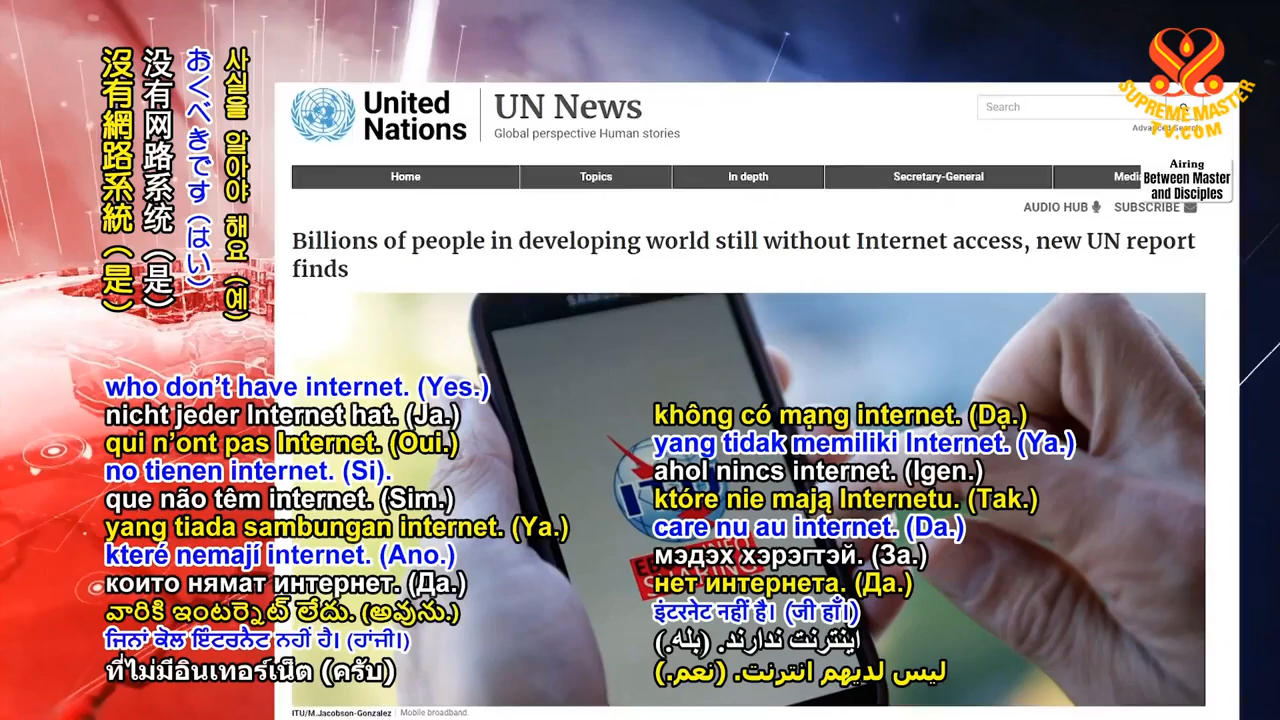 沒有網路系統（是）
没有网路系统（是）
おくべきです（はい）
사실을 알아야 해요 (예)
United
Nations
UN News
Global perspective Human stories
Search
Advanced Search
SUPREME MASTER
TV.COM
Airing
Between Master
and Disciples
Home
Topics
In depth
Secretary-General
Media
AUDIO HUB
SUBSCRIBE
Billions of people in developing world still without Internet access, new UN report
finds
SAMSUNG
who don’t have internet. (Yes.)
nicht jeder Internet hat. (Ja.)
qui n’ont pas Internet. (Oui.)
no tienen internet. (Si).
que não têm internet. (Sim.)
yang tiada sambungan internet. (Ya.)
které nemají internet. (Ano.)
които нямат интернет. (Да.)
వారికి ఇంటర్నెట్ లేదు. (అవును.)
ਜਿਨਾਂ ਕੋਲ ਇੰਟਰਨੈਟ ਨਹੀਂ ਹੈ। (ਹਾਂਜੀ।)
ที่ไม่มีอินเทอร์เน็ต (ครับ)
không có mạng internet. (Dạ.)
yang tidak memiliki Internet. (Ya.)
ahol nincs internet. (Igen.)
które nie mają Internetu. (Tak.)
care nu au internet. (Da.)
мэдэх хэрэгтэй. (За.)
нет интернета. (Да.)
इंटरनेट नहीं है। (जी हाँ।)
اینترنت ندارند. (بله.)
ليس لديهم انترنت. (نعم.)
ITU/M.Jacobson-Gonzalez
Mobile broadband.